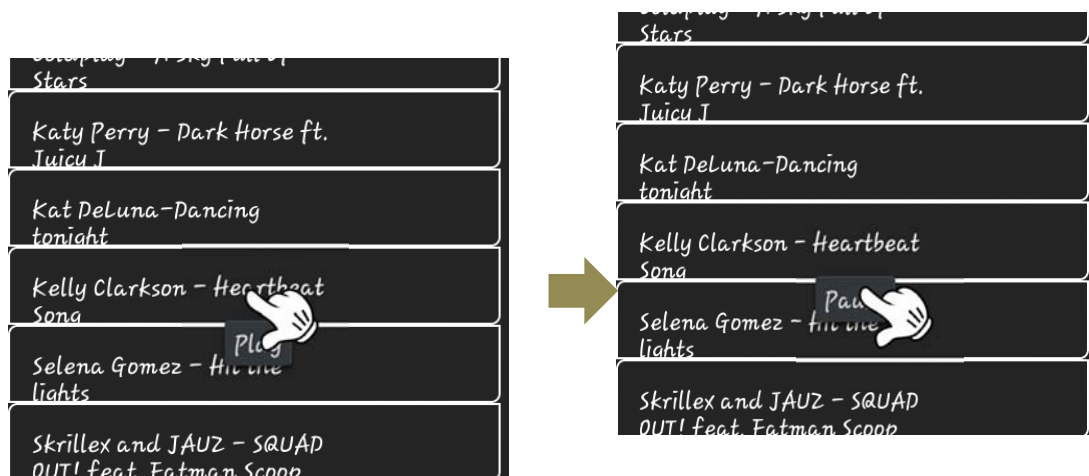 Stars
Katy Perry – Dark Horse ft.
Juicy J
Kat DeLuna-Dancing
tonight
Kelly Clarkson – Heartbeat
Song
Play
Selena Gomez – Hit the
lights
Skrillex and JAUZ – SQUAD
OUT! feat. Fatman Scoop
Stars
Katy Perry – Dark Horse ft.
Juicy J
Kat DeLuna-Dancing
tonight
Kelly Clarkson – Heartbeat
Song
Selena Gomez – Hit the
lights
Skrillex and JAUZ – SQUAD
OUT! feat. Fatman Scoop